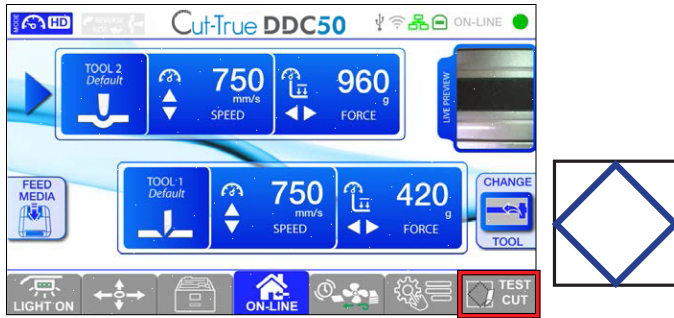 MODE HD Cut-True DDC50 ON-LINE
TOOL 2
Default
750
mm/s
SPEED
960
g
FORCE
LIVE PREVIEW
FEED
MEDIA
TOOL 1
Default
750
mm/s
SPEED
420
g
FORCE
CHANGE
TOOL
LIGHT ON
ON-LINE
TEST
CUT